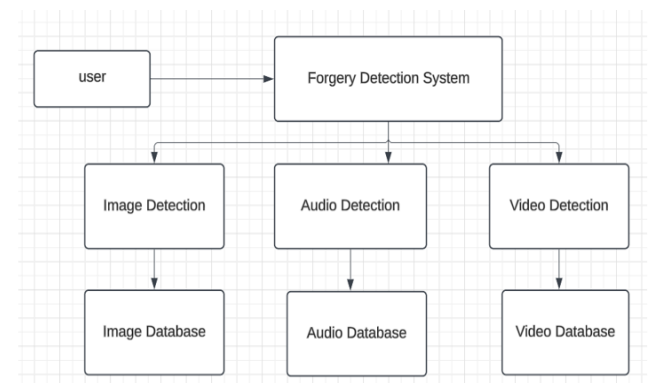 user
Forgery Detection System
Image Detection
Audio Detection
Video Detection
Image Database
Audio Database
Video Database